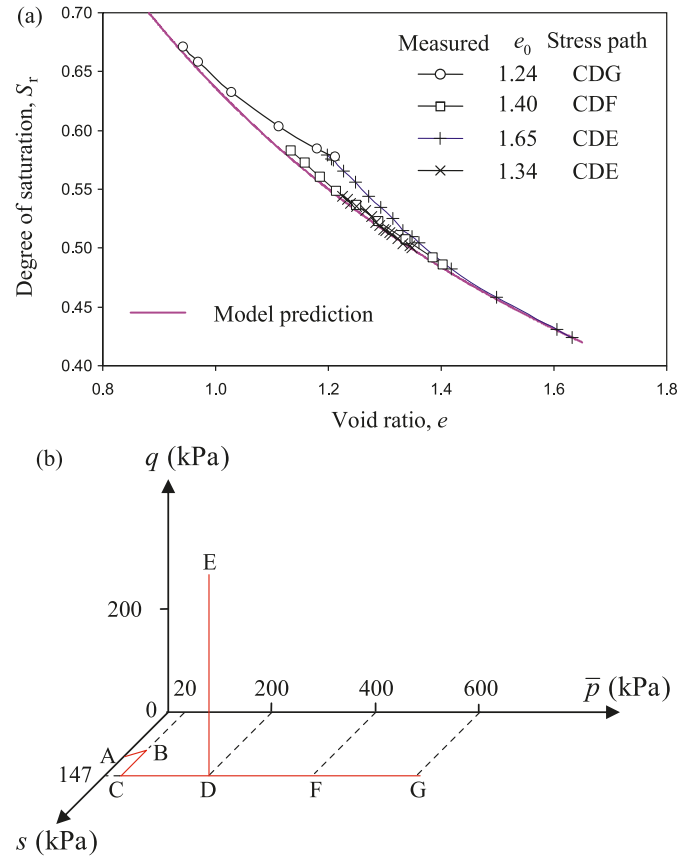 (a)
0.70
0.65
0.60
0.55
0.50
0.45
0.40
Degree of saturation, Sr
Measured e0 Stress path
1.24 CDG
1.40 CDF
1.65 CDE
1.34 CDE
Model prediction
0.8 1.0 1.2 1.4 1.6 1.8
Void ratio, e
(b)
q (kPa)
E
200
20 200 400 600 p̅ (kPa)
0
A B
147
C D F G
s (kPa)